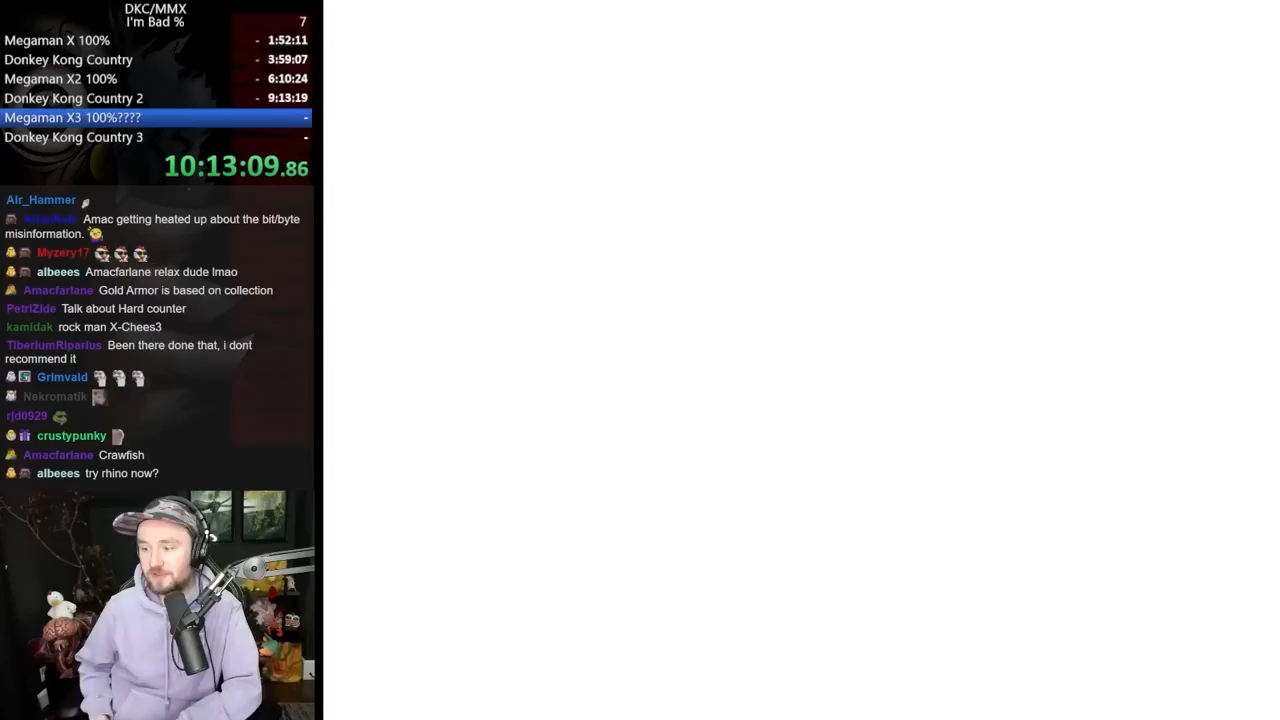 DKC/MMX
I'm Bad %
7
Megaman X 100% - 1:52:11
Donkey Kong Country - 3:59:07
Megaman X2 100% - 6:10:24
Donkey Kong Country 2 - 9:13:19
Megaman X3 100%???? -
Donkey Kong Country 3 -
10:13:09.86
Air_Hammer
Amac getting heated up about the bit/byte
misinformation.
Myzery17
albeees Amacfarlane relax dude lmao
Amacfarlane Gold Armor is based on collection
PetriZide Talk about Hard counter
kamidak rock man X-Chees3
TiberiumRiparius Been there done that, i dont
recommend it
Grimvald
Nekromatik
rjd0929
crustypunky
Amacfarlane Crawfish
albeees try rhino now?